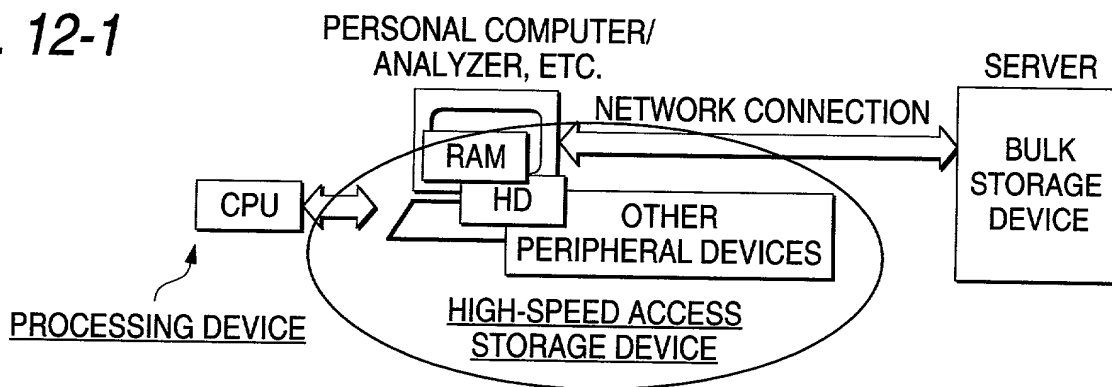 . 12-1
PERSONAL COMPUTER/
ANALYZER, ETC.
SERVER
NETWORK CONNECTION
RAM
HD
CPU
OTHER
PERIPHERAL DEVICES
BULK
STORAGE
DEVICE
PROCESSING DEVICE
HIGH-SPEED ACCESS
STORAGE DEVICE